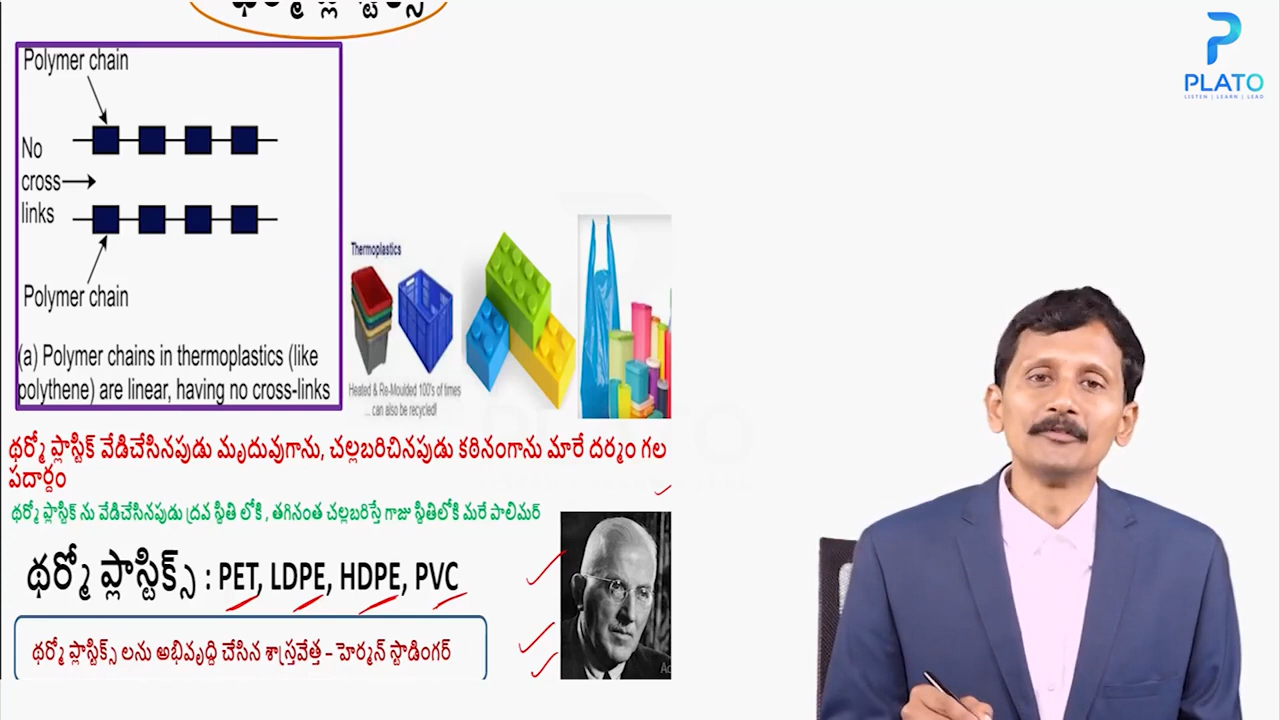 థర్మో ప్లాస్టిక్స్
PLATO
LISTEN | LEARN | LEAD
Polymer chain
No
cross
links
Polymer chain
(a) Polymer chains in thermoplastics (like
polythene) are linear, having no cross-links
Thermoplastics
Heated & Re-Moulded 100's of times
... can also be recycled!
థర్మో ప్లాస్టిక్ వేడిచేసినపుడు మృదువుగాను, చల్లబరిచినపుడు కఠినంగాను మారే దర్మం గల
పదార్దం
థర్మో ప్లాస్టిక్ ను వేడిచేసినపుడు ద్రవ స్థితి లోకి , తగినంత చల్లబరిస్తే గాజు స్థితిలోకి మరే పాలిమర్
థర్మో ప్లాస్టిక్స్ : PET, LDPE, HDPE, PVC
థర్మో ప్లాస్టిక్స్ లను అభివృద్ధి చేసిన శాస్త్రవేత్త – హెర్మన్ స్టాడింగర్